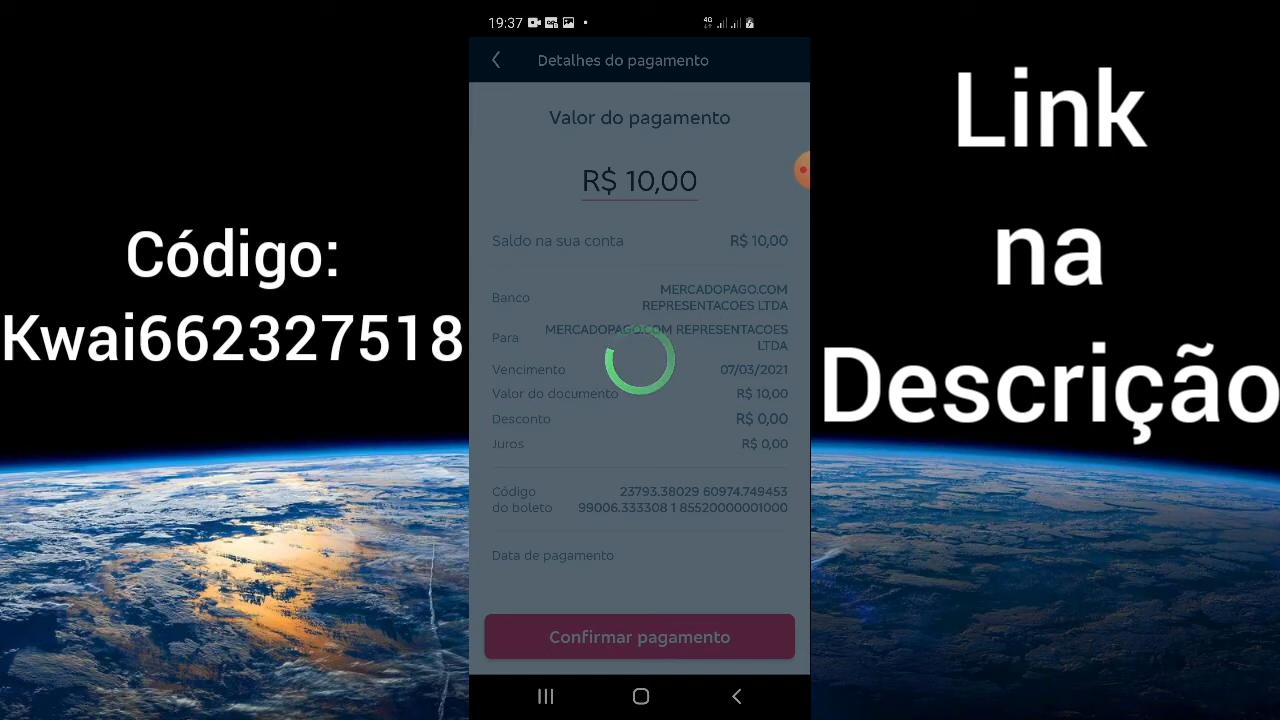 19:37
4G
Detalhes do pagamento
Valor do pagamento
R$ 10,00
Saldo na sua conta R$ 10,00
Banco MERCADOPAGO.COM
REPRESENTACOES LTDA
Para MERCADOPAGO.COM REPRESENTACOES
LTDA
Vencimento 07/03/2021
Valor do documento R$ 10,00
Desconto R$ 0,00
Juros R$ 0,00
Código 23793.38029 60974.749453
do boleto 99006.333308 1 85520000001000
Data de pagamento
Confirmar pagamento
Código:
Kwai662327518
Link
na
Descrição